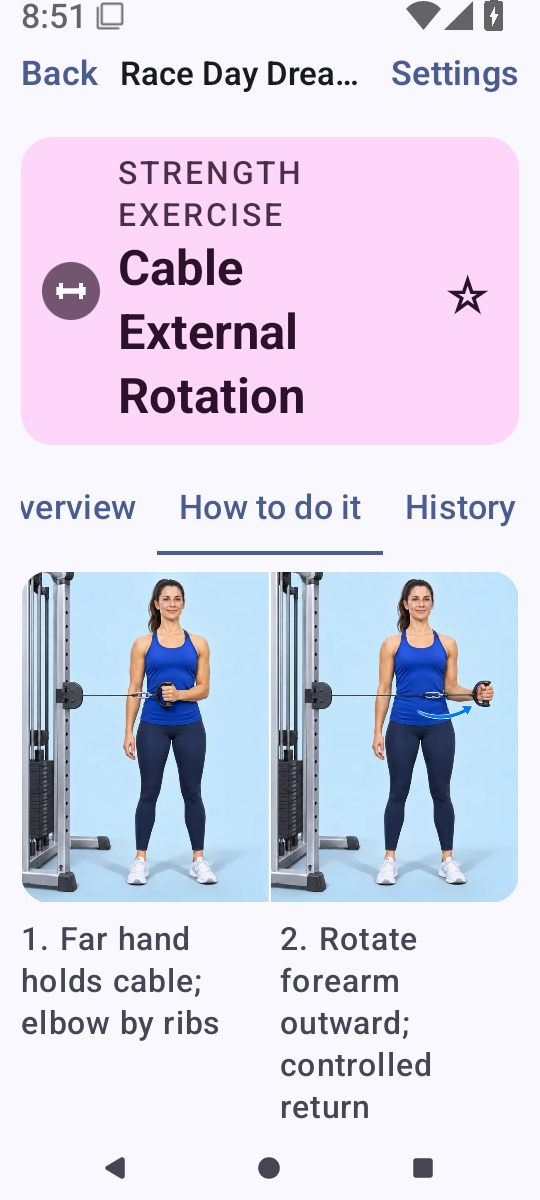 8:51
Back Race Day Drea... Settings
STRENGTH
EXERCISE
Cable
External
Rotation
verview How to do it History
1. Far hand
holds cable;
elbow by ribs
2. Rotate
forearm
outward;
controlled
return